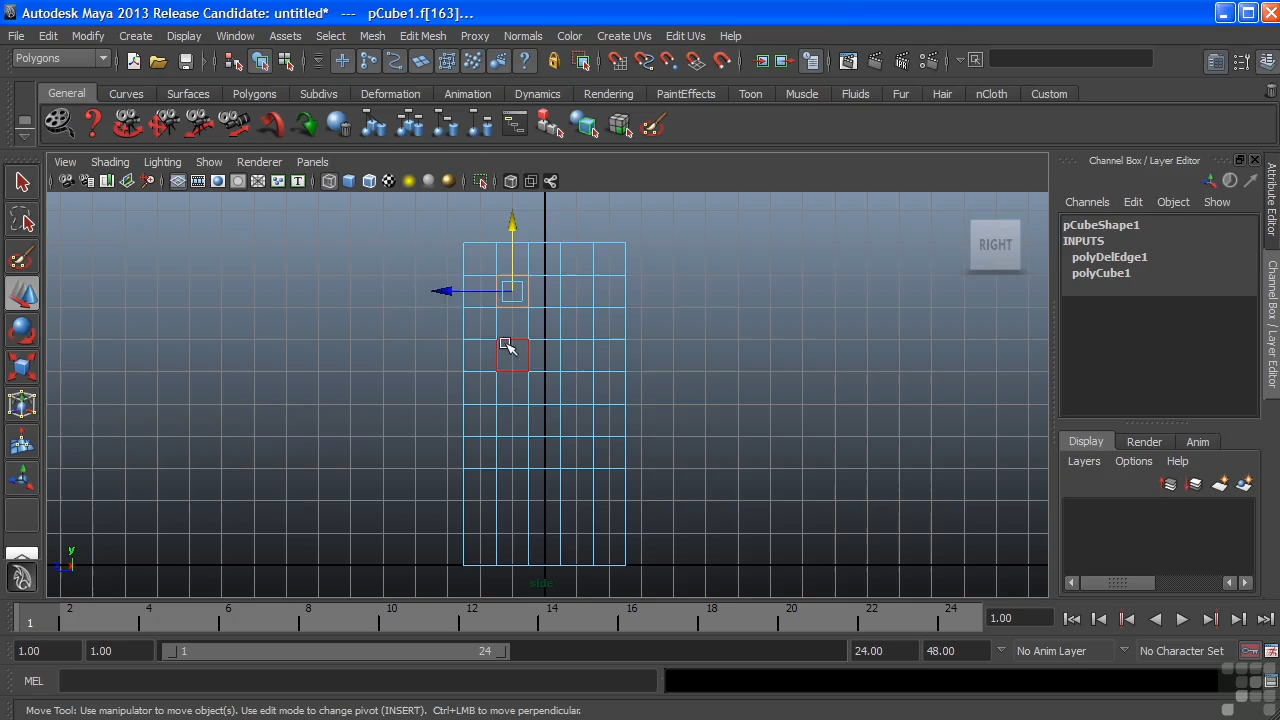 Autodesk Maya 2013 Release Candidate: untitled* --- pCube1.f[163]...
File Edit Modify Create Display Window Assets Select Mesh Edit Mesh Proxy Normals Color Create UVs Edit UVs Help
Polygons
General Curves Surfaces Polygons Subdivs Deformation Animation Dynamics Rendering PaintEffects Toon Muscle Fluids Fur Hair nCloth Custom
View Shading Lighting Show Renderer Panels
RIGHT
y
side
Channel Box / Layer Editor
Channels Edit Object Show
pCubeShape1
INPUTS
polyDelEdge1
polyCube1
Display Render Anim
Layers Options Help
Attribute Editor
Channel Box / Layer Editor
2 4 6 8 10 12 14 16 18 20 22 24
1
1.00
1.00 1.00 1 24 24.00 48.00 No Anim Layer No Character Set
MEL
Move Tool: Use manipulator to move object(s). Use edit mode to change pivot (INSERT). Ctrl+LMB to move perpendicular.